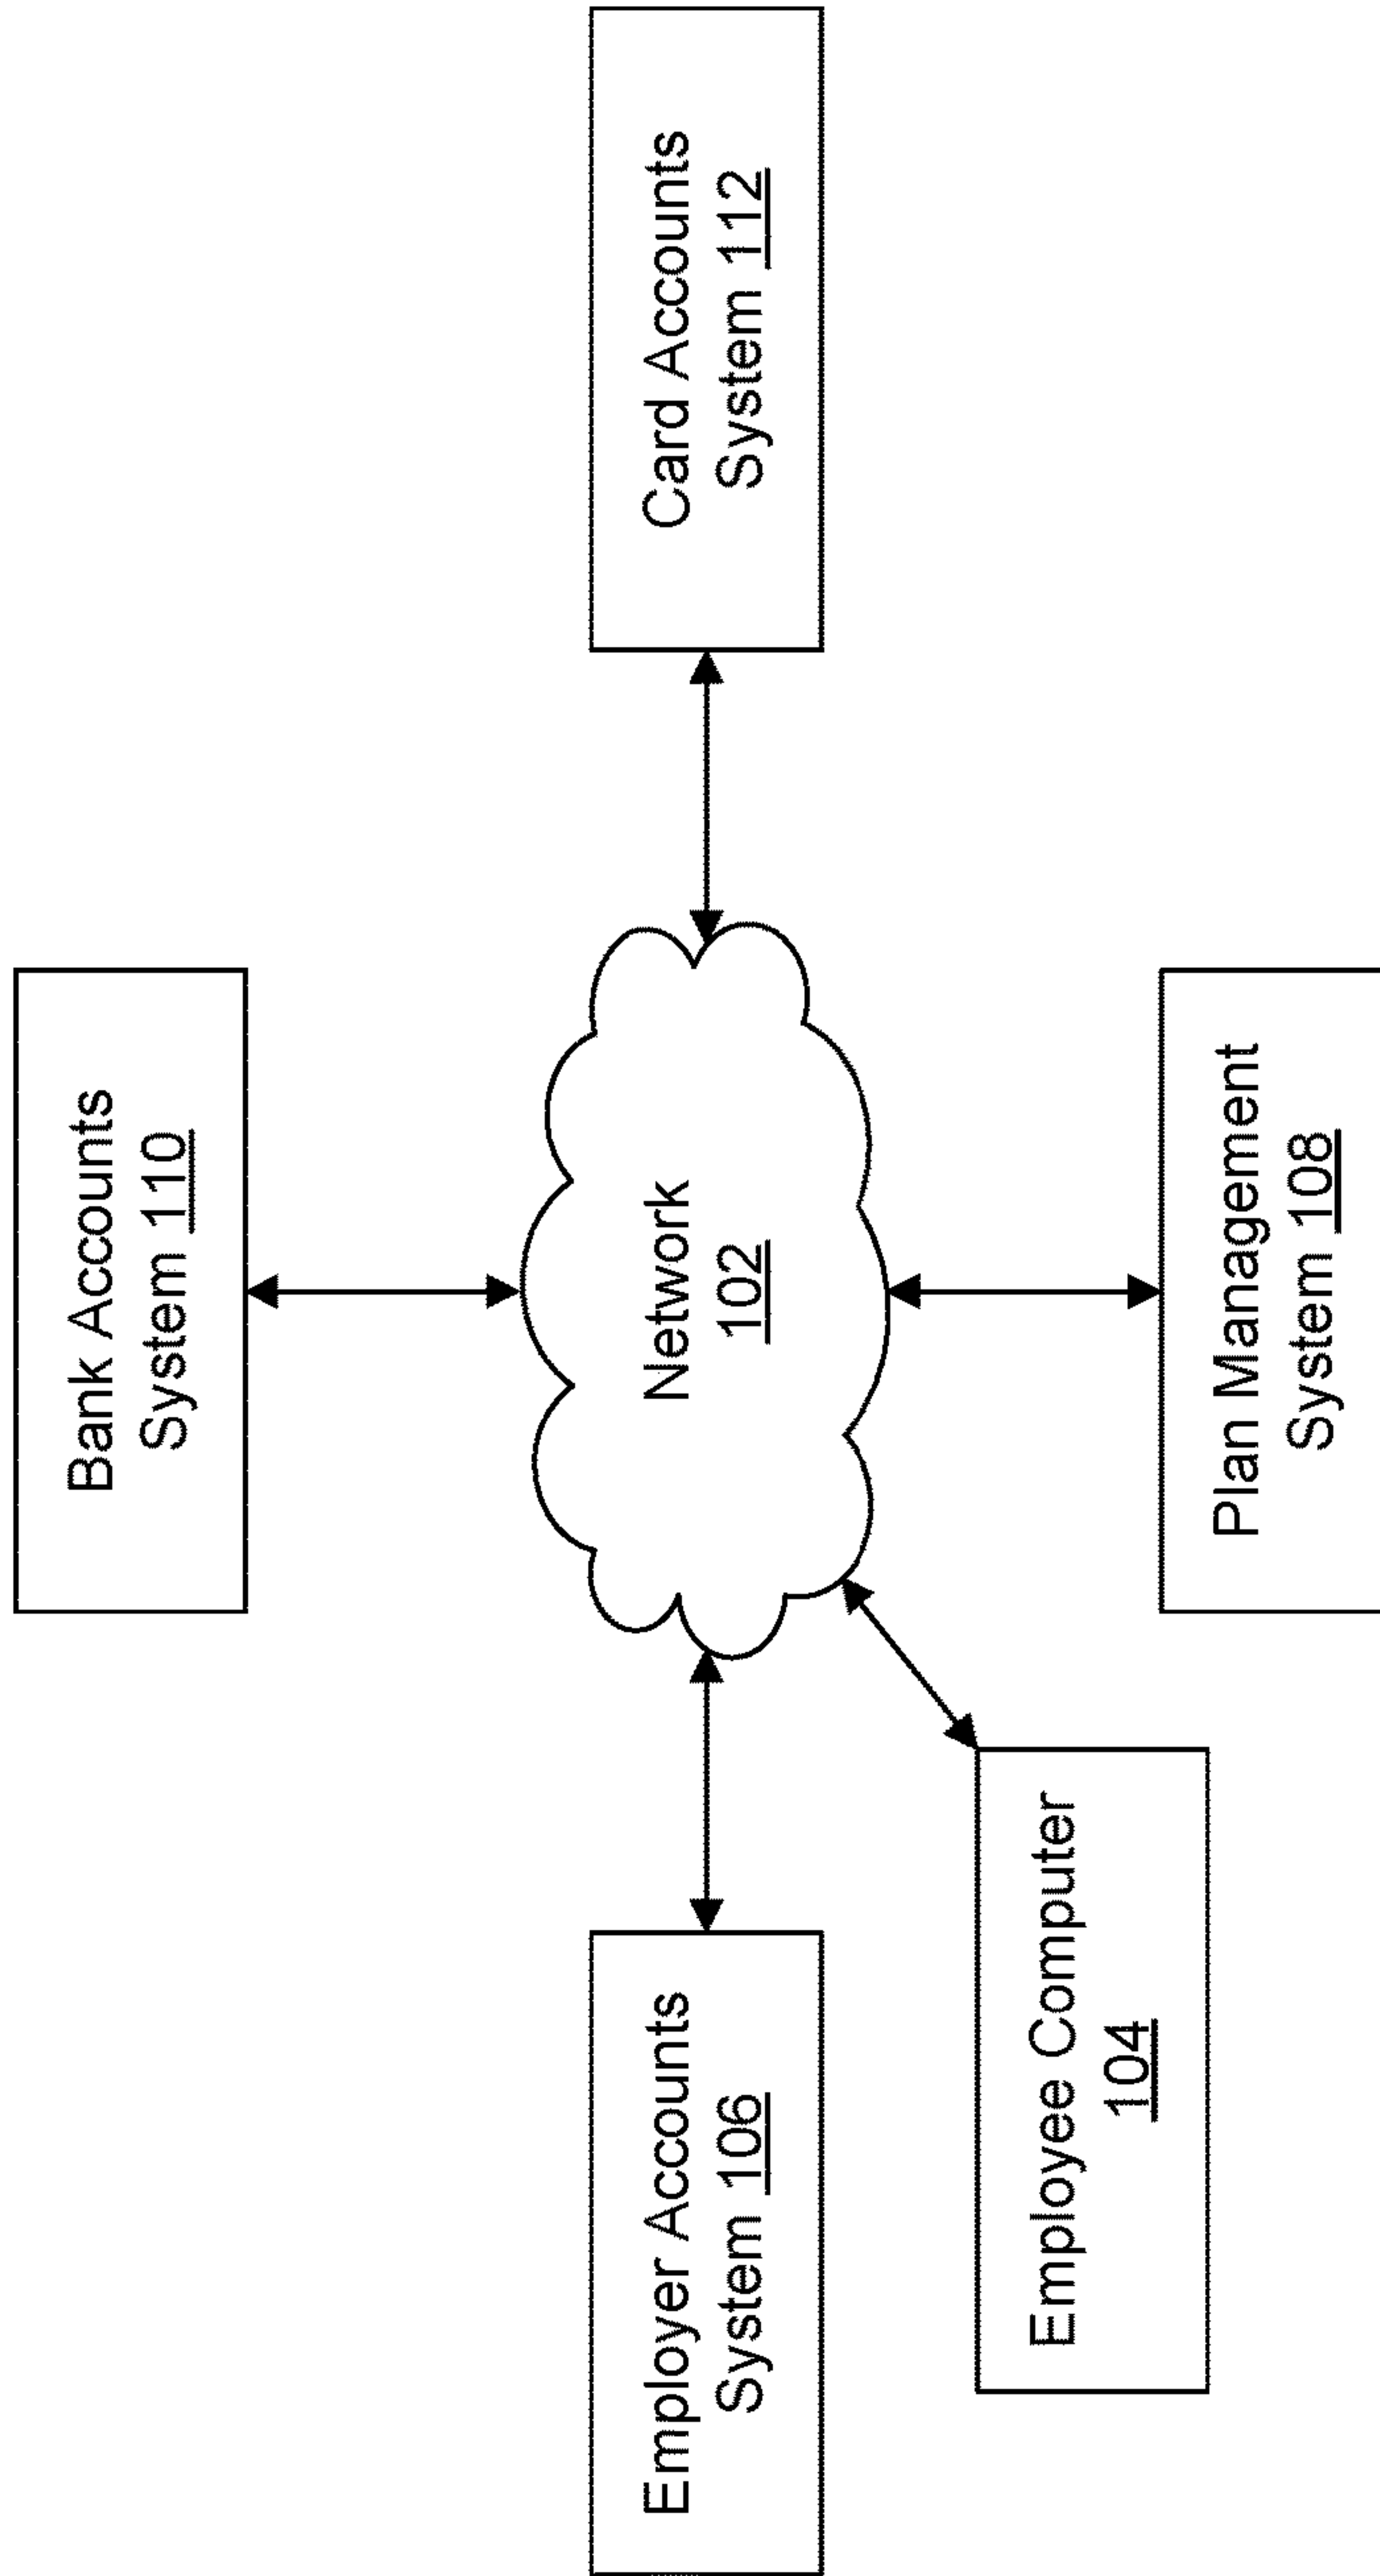 Bank Accounts
System 110
Employer Accounts
System 106
Network
102
Card Accounts
System 112
Employee Computer
104
Plan Management
System 108